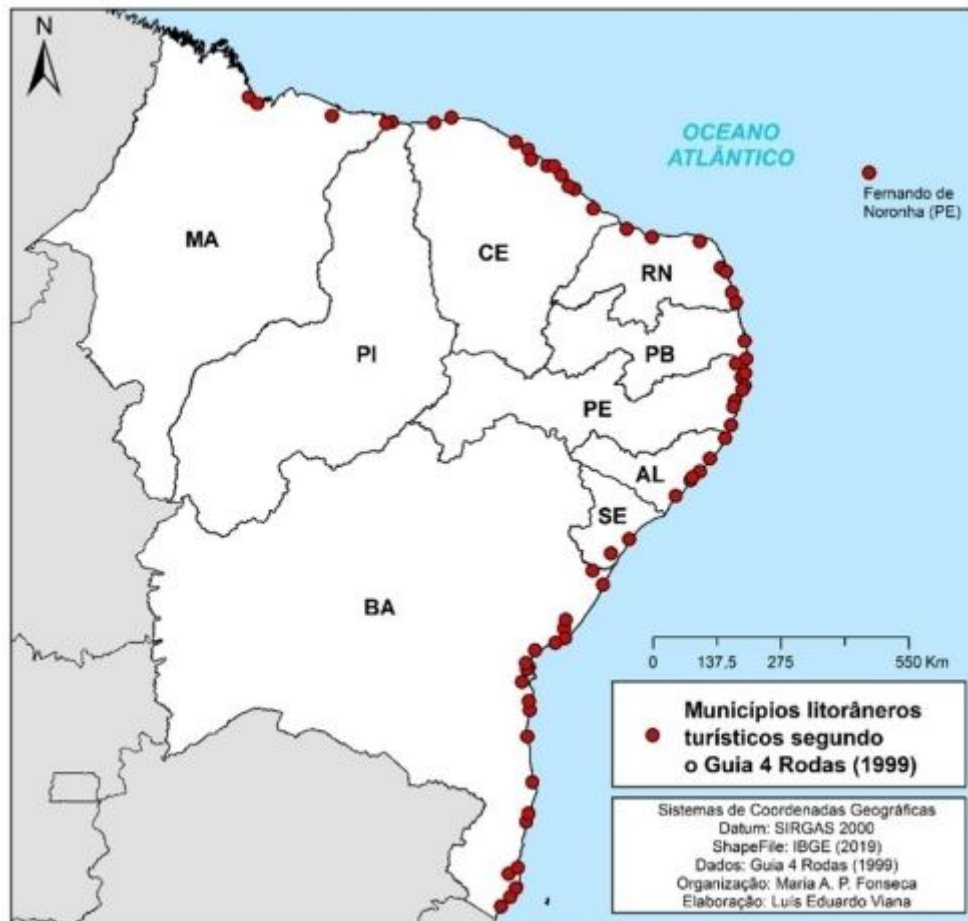 N
OCEANO
ATLÂNTICO
Fernando de
Noronha (PE)
MA
CE
RN
PI
PB
PE
AL
SE
BA
0 137,5 275 550 Km
Municípios litorâneros
turísticos segundo
o Guia 4 Rodas (1999)
Sistemas de Coordenadas Geográficas
Datum: SIRGAS 2000
ShapeFile: IBGE (2019)
Dados: Guia 4 Rodas (1999)
Organização: Maria A. P. Fonseca
Elaboração: Luís Eduardo Viana